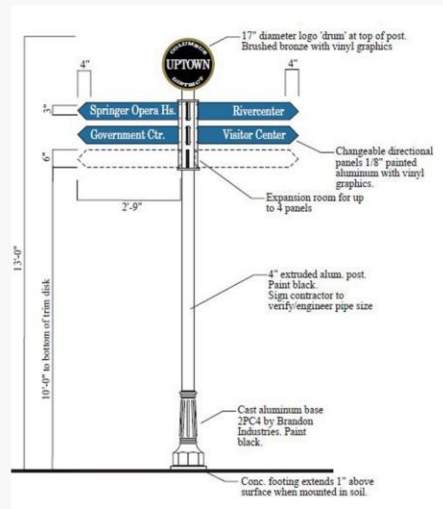 17" diameter logo 'drum' at top of post.
Brushed bronze with vinyl graphics
COLUMBUS
UPTOWN
DISTRICT
4"
4"
3"
Springer Opera Hs.
Rivercenter
Government Ctr.
Visitor Center
Changeable directional
panels 1/8" painted
aluminum with vinyl
graphics.
6"
Expansion room for up
to 4 panels
2'-9"
13'-0"
10'-0" to bottom of trim disk
4" extruded alum. post.
Paint black.
Sign contractor to
verify/engineer pipe size
Cast aluminum base
2PC4 by Brandon
Industries. Paint
black.
Conc. footing extends 1" above
surface when mounted in soil.